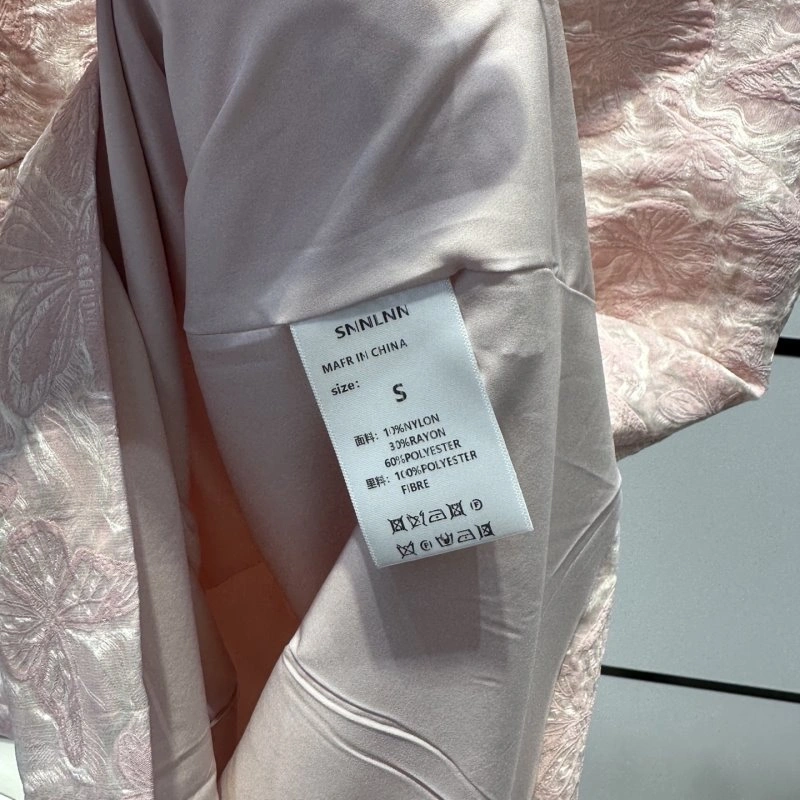 SNNLNN
MAFR IN CHINA
size: S
面料: 10%NYLON
30%RAYON
60%POLYESTER
里料: 100%POLYESTER
FIBRE